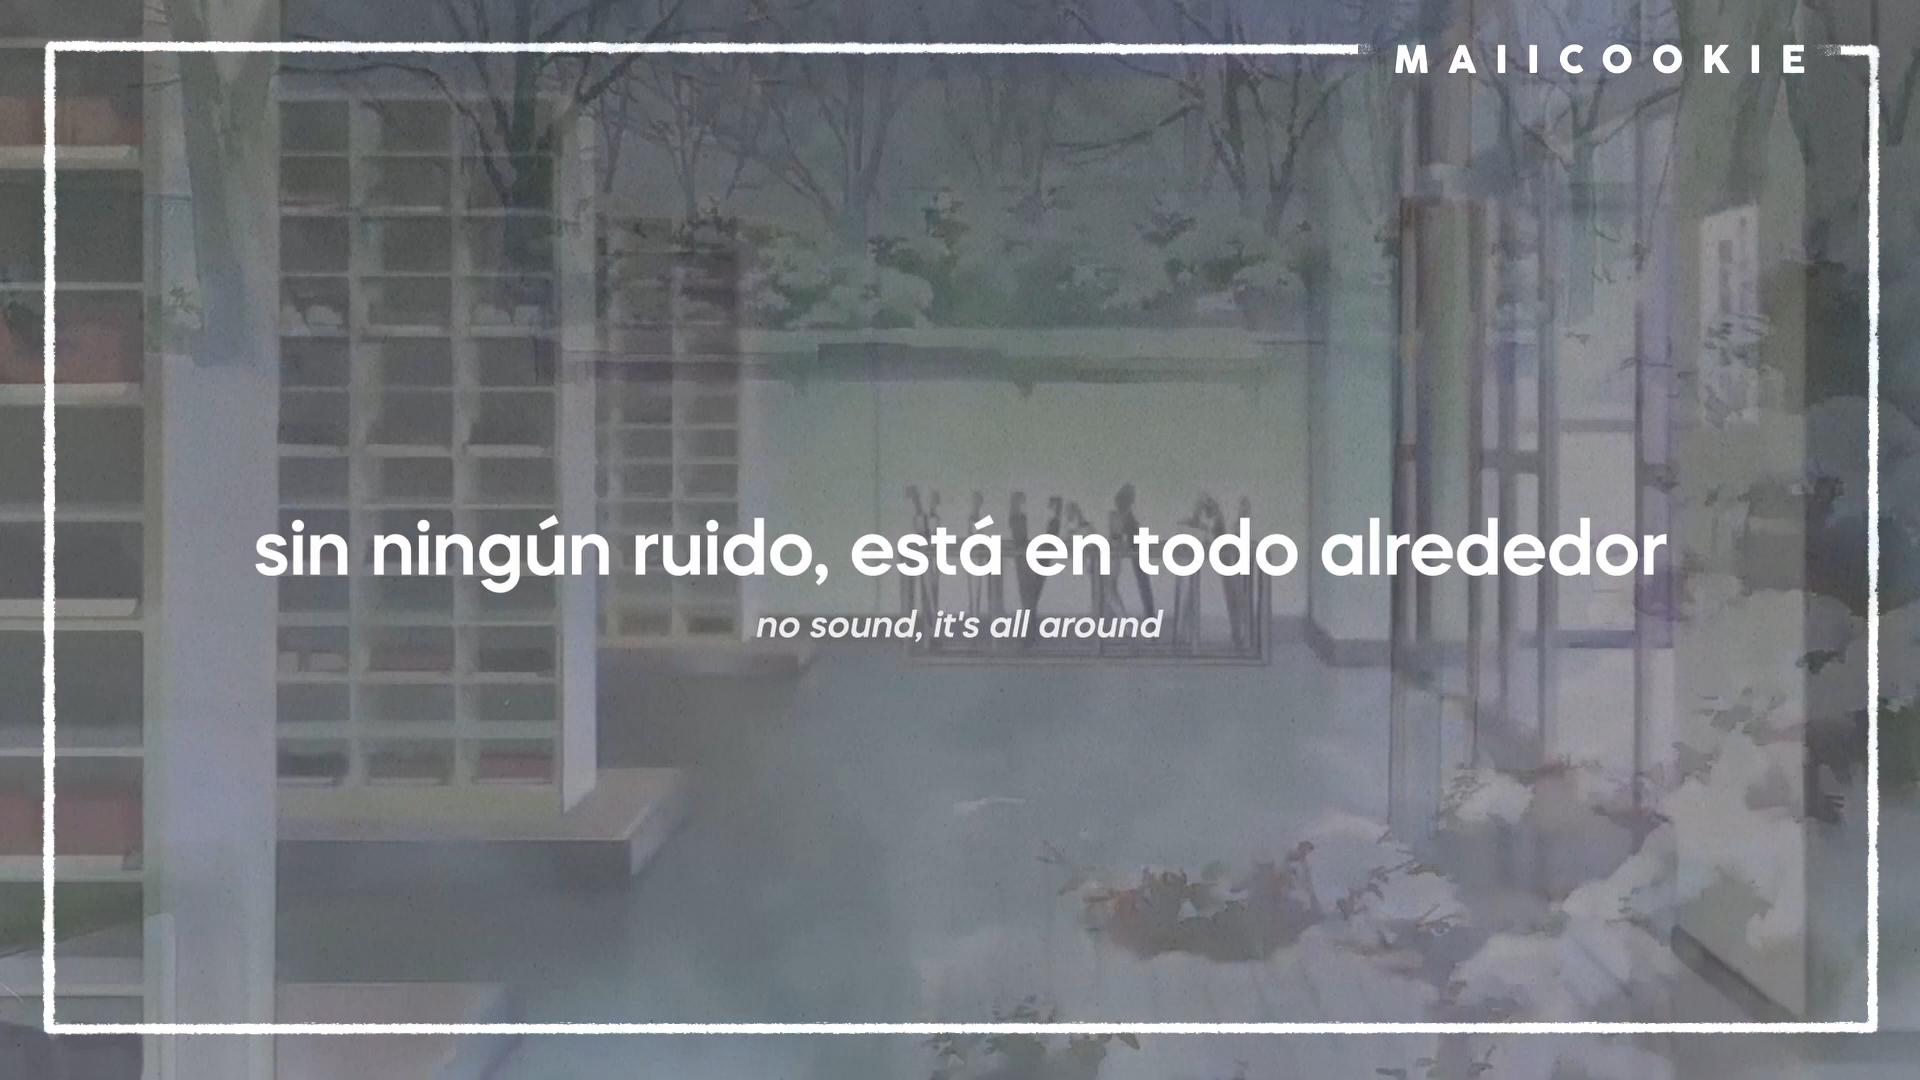 MAIICOOKIE
sin ningún ruido, está en todo alrededor
no sound, it's all around